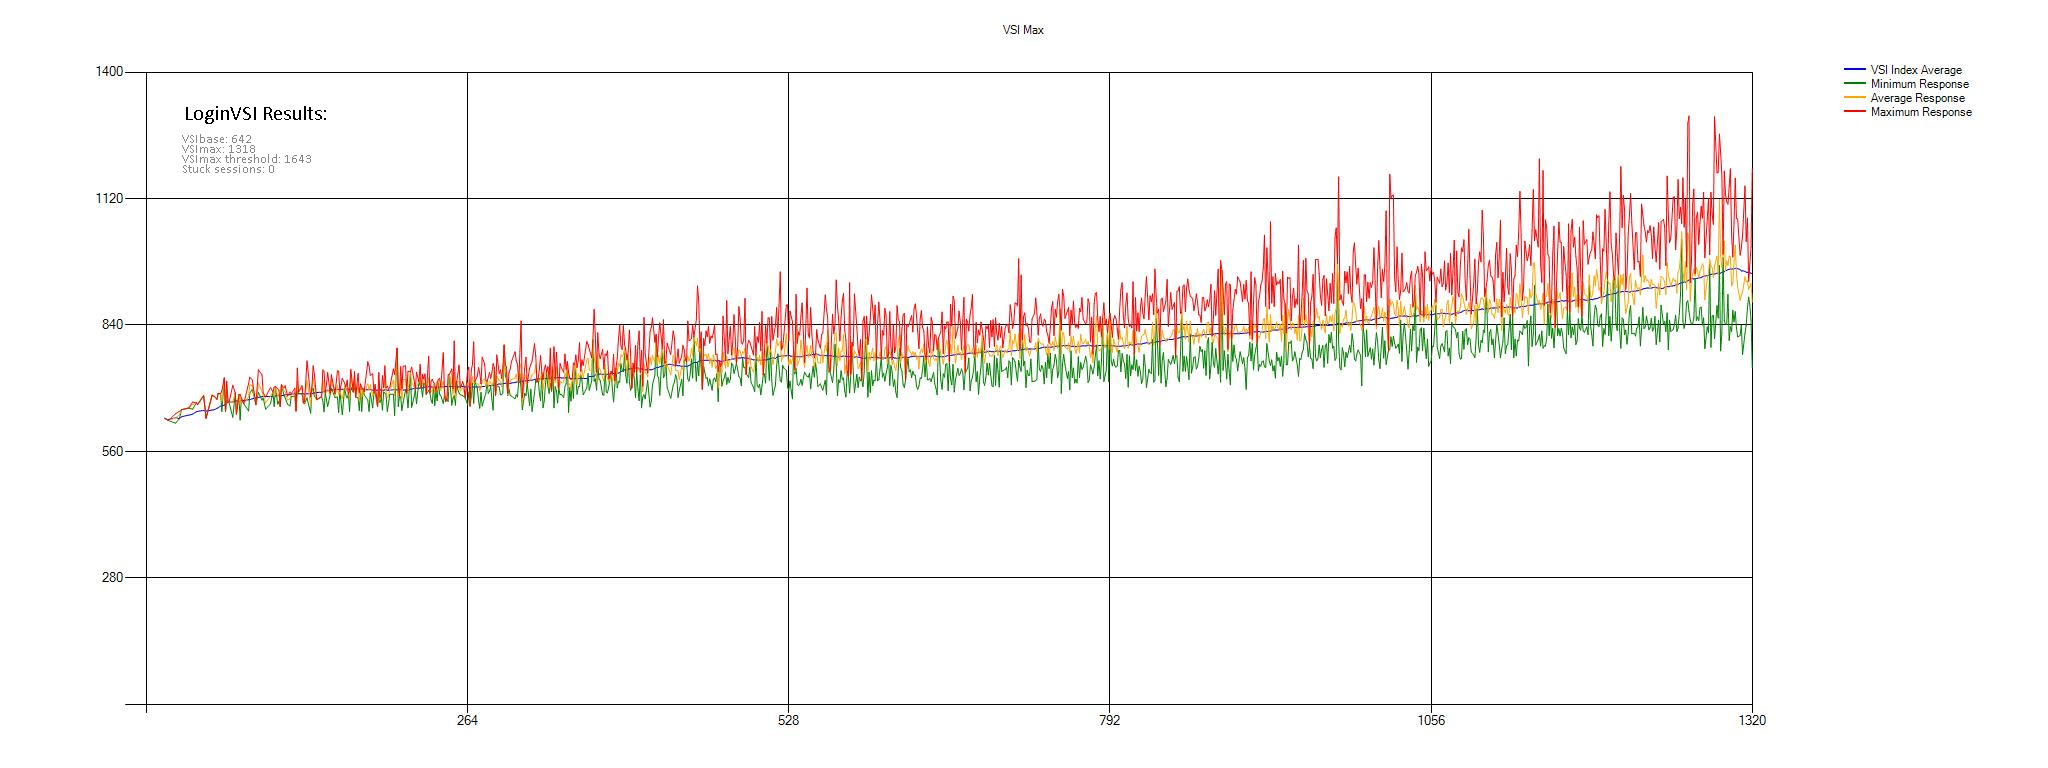 VSI Max
1400
1120
840
560
280
264
528
792
1056
1320
LoginVSI Results:
VSIbase: 642
VSImax: 1318
VSImax threshold: 1643
Stuck sessions: 0
VSI Index Average
Minimum Response
Average Response
Maximum Response